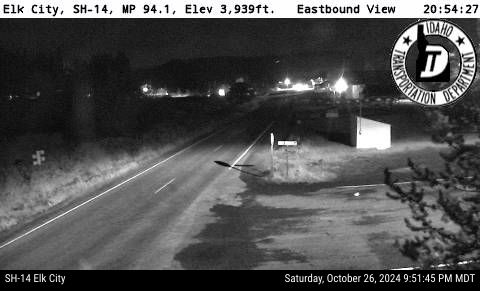 Elk City, SH-14, MP 94.1, Elev 3,939ft.   Eastbound View   20:54:27
IDAHO
TRANSPORTATION DEPARTMENT
SH-14 Elk City
Saturday, October 26, 2024 9:51:45 PM MDT